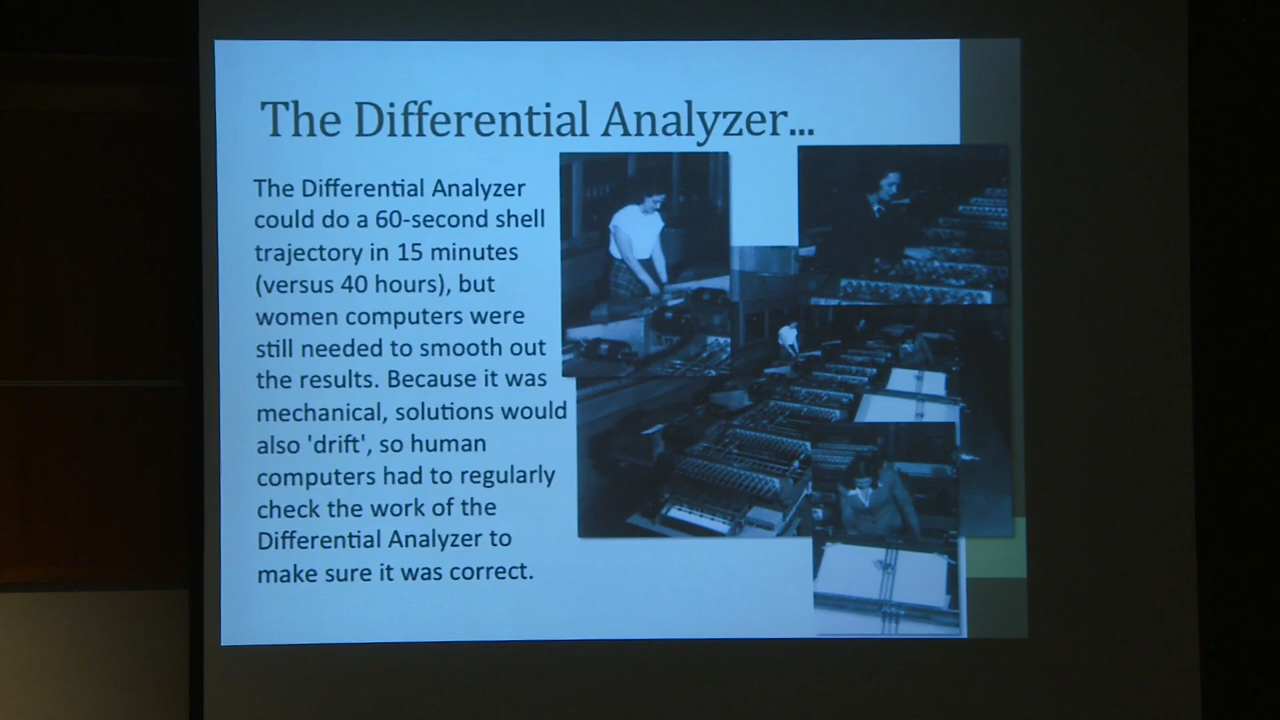 The Differential Analyzer...
The Differential Analyzer
could do a 60-second shell
trajectory in 15 minutes
(versus 40 hours), but
women computers were
still needed to smooth out
the results. Because it was
mechanical, solutions would
also 'drift', so human
computers had to regularly
check the work of the
Differential Analyzer to
make sure it was correct.